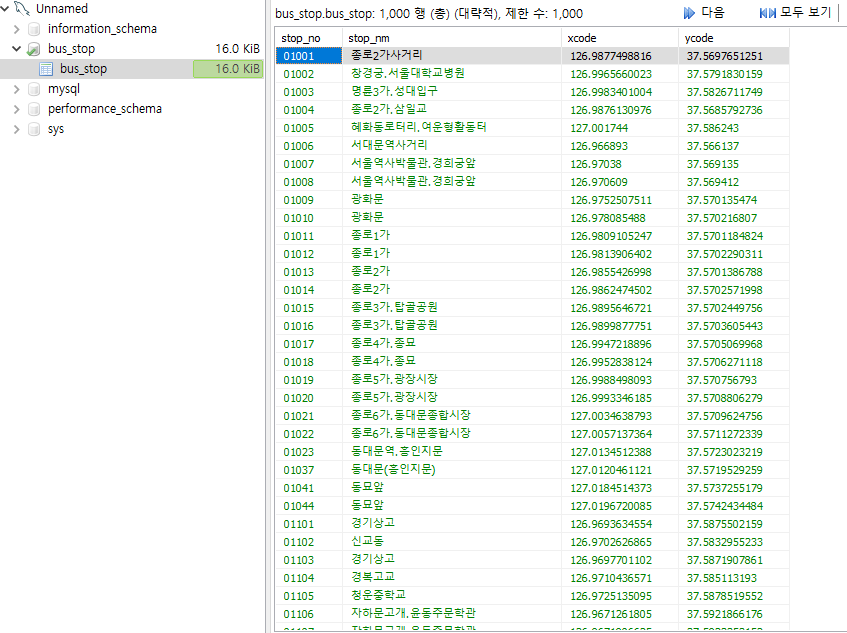 Unnamed
information_schema
bus_stop 16.0 KiB
bus_stop 16.0 KiB
mysql
performance_schema
sys
bus_stop.bus_stop: 1,000 행 (총) (대략적), 제한 수: 1,000 다음 모두 보기
stop_no stop_nm xcode ycode
01001 종로2가사거리 126.9877498816 37.5697651251
01002 창경궁.서울대학교병원 126.9965660023 37.5791830159
01003 명륜3가.성대입구 126.9983401004 37.5826711749
01004 종로2가.삼일교 126.9876130976 37.5685792736
01005 혜화동로터리.여운형활동터 127.001744 37.586243
01006 서대문역사거리 126.966893 37.566137
01007 서울역사박물관.경희궁앞 126.97038 37.569135
01008 서울역사박물관.경희궁앞 126.970609 37.569412
01009 광화문 126.9752507511 37.570135474
01010 광화문 126.978085488 37.570216807
01011 종로1가 126.9809105247 37.5701184824
01012 종로1가 126.9813906402 37.5702290311
01013 종로2가 126.9855426998 37.5701386788
01014 종로2가 126.9862474502 37.5702571998
01015 종로3가.탑골공원 126.9895646721 37.5702449756
01016 종로3가.탑골공원 126.9899877751 37.5703605443
01017 종로4가.종묘 126.9947218896 37.5705069968
01018 종로4가.종묘 126.9952838124 37.5706271118
01019 종로5가.광장시장 126.9988498093 37.570756793
01020 종로5가.광장시장 126.9993346185 37.5708806279
01021 종로6가.동대문종합시장 127.0034638793 37.5709624756
01022 종로6가.동대문종합시장 127.0057137364 37.5711272339
01023 동대문역.흥인지문 127.0134512388 37.5723023219
01037 동대문(흥인지문) 127.0120461121 37.5719529259
01041 동묘앞 127.0184514373 37.5737255179
01044 동묘앞 127.0196720085 37.5742434484
01101 경기상고 126.9693634554 37.5875502159
01102 신교동 126.9702626865 37.5832955233
01103 경기상고 126.9697701102 37.5871907861
01104 경복고교 126.9710436571 37.585113193
01105 청운중학교 126.9725135095 37.5878519552
01106 자하문고개.윤동주문학관 126.9671261805 37.5921866176